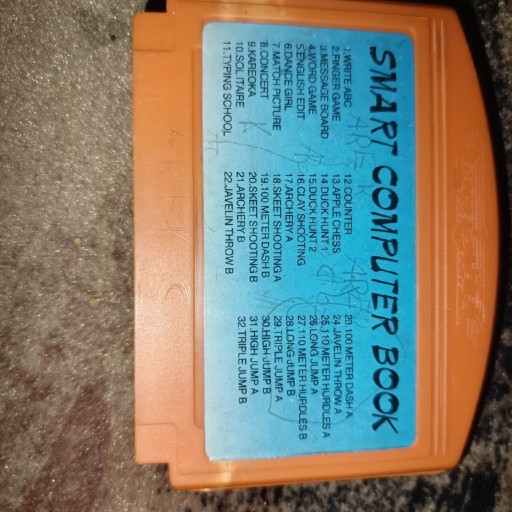 SMART COMPUTER BOOK
1.WRITE ABC
2.FINGER GAME
3.MESSAGE BOARD
4.WORD GAME
5.ENGLISH EDIT
6.DANCE GIRL
7.MATCH PICTURE
8.CONCERT
9.KAREOKA
10.SOLITAIRE
11.TYPING SCHOOL
12.COUNTER
13.APPLE CHESS
14.DUCK HUNT 1
15.DUCK HUNT 2
16.CLAY SHOOTING
17.ARCHERY A
18.SKEET SHOOTING A
19.100 METER DASH B
20.SKEET SHOOTING B
21.ARCHERY B
22.JAVELIN THROW B
23.100 METER DASH A
24.JAVELIN THROW A
25.110 METER HURDLES A
26.LONG JUMP A
27.110 METER HURDLES B
28.LONG JUMP B
29.TRIPLE JUMP A
30.HIGH JUMP B
31.HIGH JUMP A
32.TRIPLE JUMP B